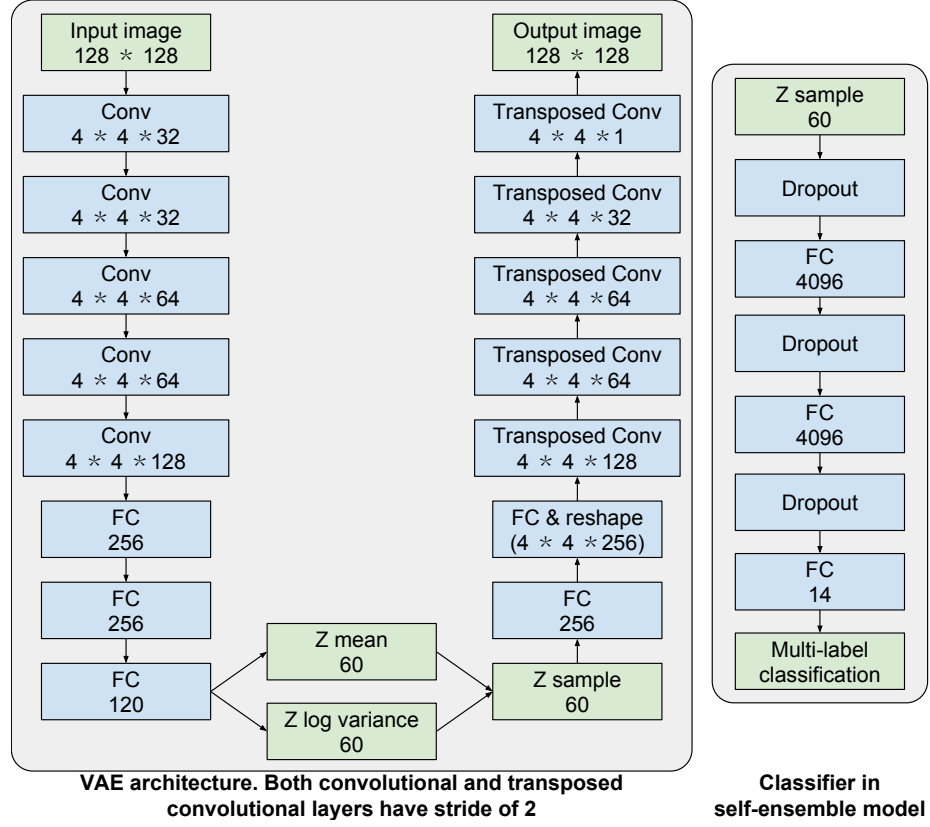 Input image
128 * 128
Conv
4 * 4 * 32
Conv
4 * 4 * 32
Conv
4 * 4 * 64
Conv
4 * 4 * 64
Conv
4 * 4 * 128
FC
256
FC
256
FC
120
Z mean
60
Z log variance
60
Output image
128 * 128
Transposed Conv
4 * 4 * 1
Transposed Conv
4 * 4 * 32
Transposed Conv
4 * 4 * 64
Transposed Conv
4 * 4 * 64
Transposed Conv
4 * 4 * 128
FC & reshape
(4 * 4 * 256)
FC
256
Z sample
60
VAE architecture. Both convolutional and transposed
convolutional layers have stride of 2
Z sample
60
Dropout
FC
4096
Dropout
FC
4096
Dropout
FC
14
Multi-label
classification
Classifier in
self-ensemble model